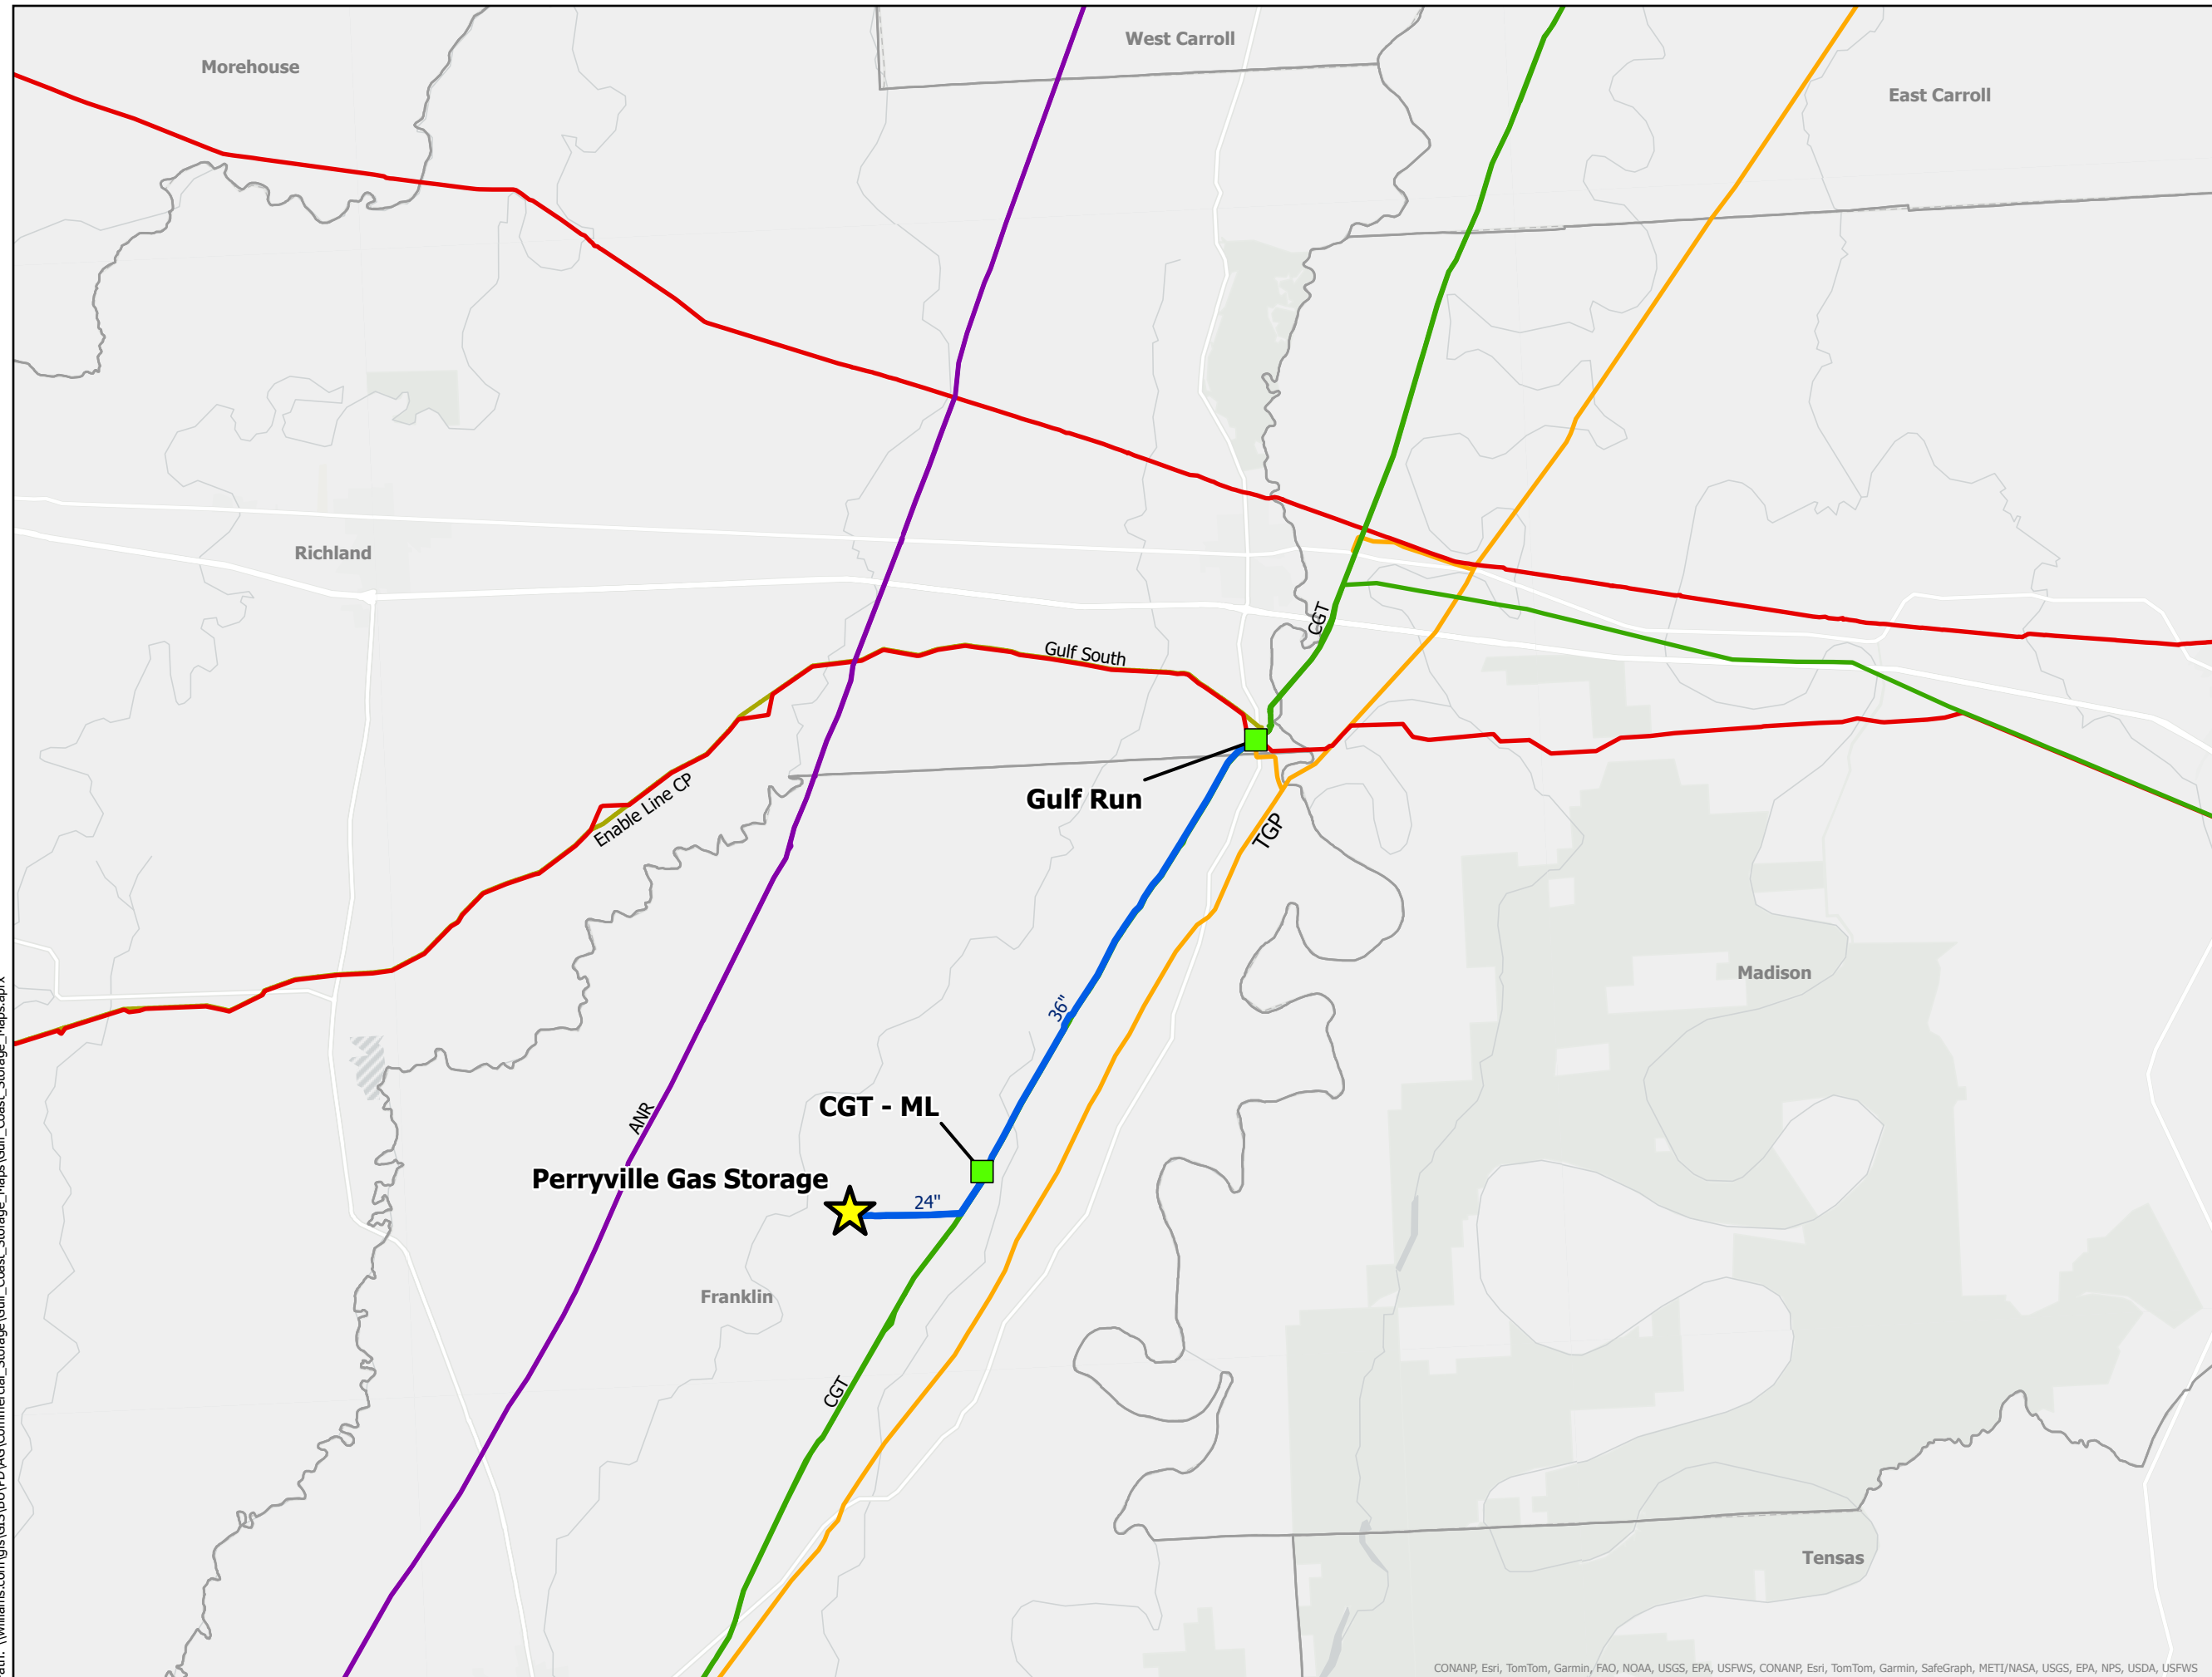 West Carroll
Morehouse
East Carroll
Richland
CGT
Gulf South
Enable Line CP
Gulf Run
TGP
Madison
36"
CGT - ML
ANR
Perryville Gas Storage
24"
Franklin
CGT
Tensas
CONANP, Esri, TomTom, Garmin, FAO, NOAA, USGS, EPA, USFWS, CONANP, Esri, TomTom, Garmin, SafeGraph, METI/NASA, USGS, EPA, NPS, USDA, USFWS